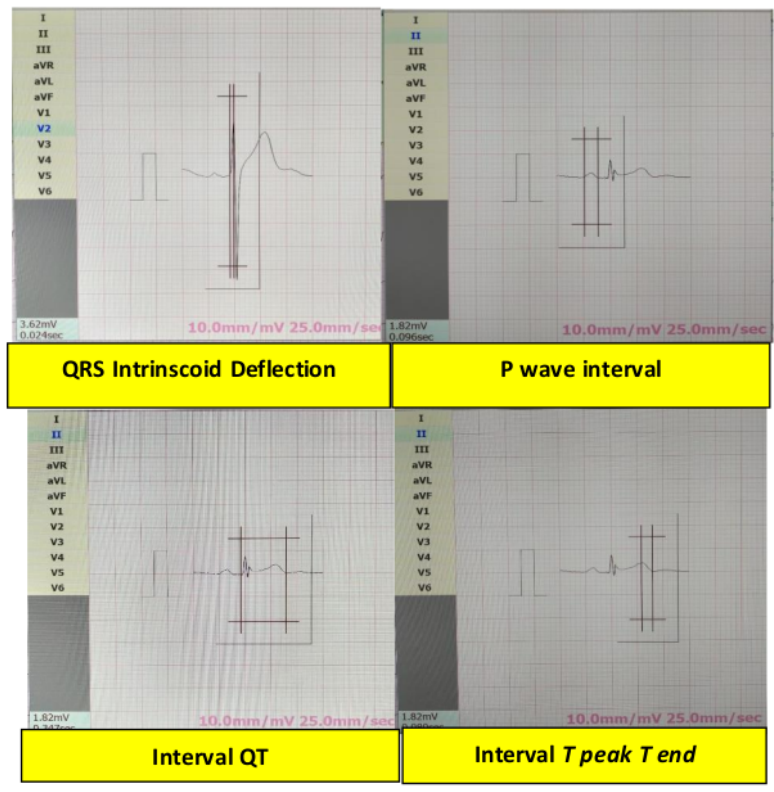 I
II
III
aVR
aVL
aVF
V1
V2
V3
V4
V5
V6
3.62mV
0.024sec
10.0mm/mV 25.0mm/sec
QRS Intrinscoid Deflection
I
II
III
aVR
aVL
aVF
V1
V2
V3
V4
V5
V6
1.82mV
0.096sec
10.0mm/mV 25.0mm/sec
P wave interval
I
II
III
aVR
aVL
aVF
V1
V2
V3
V4
V5
V6
1.82mV
10.0mm/mV 25.0mm/sec
Interval QT
I
II
III
aVR
aVL
aVF
V1
V2
V3
V4
V5
V6
1.82mV
10.0mm/mV 25.0mm/sec
Interval T peak T end